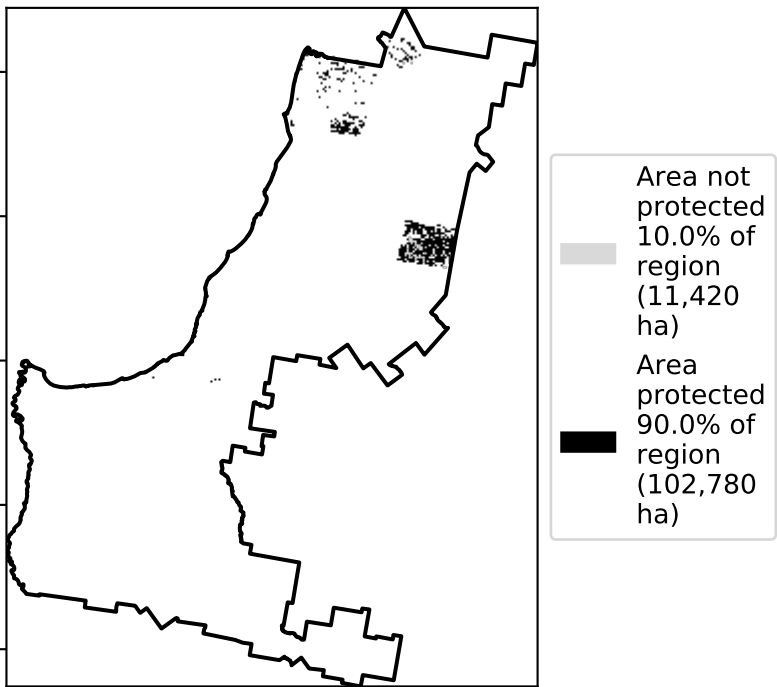 Area not
protected
10.0% of
region
(11,420
ha)
Area
protected
90.0% of
region
(102,780
ha)